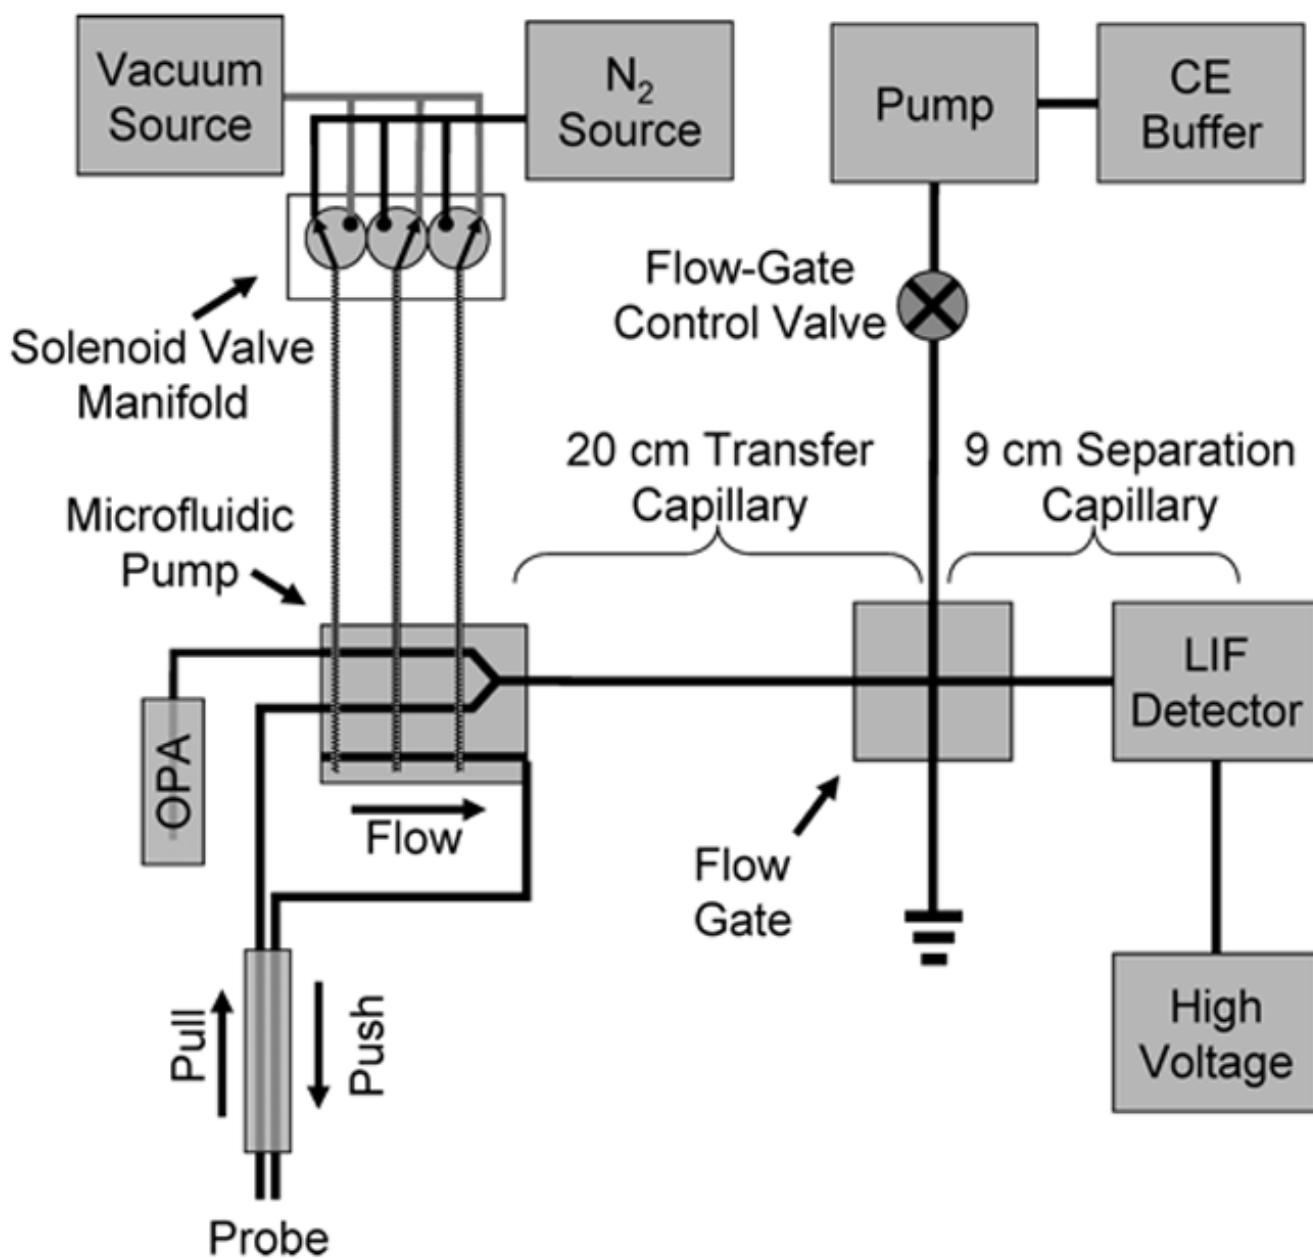 Vacuum
Source
N2
Source
Pump
CE
Buffer
Flow-Gate
Control Valve
Solenoid Valve
Manifold
20 cm Transfer
Capillary
9 cm Separation
Capillary
Microfluidic
Pump
LIF
Detector
OPA
Flow
Flow
Gate
Pull
Push
High
Voltage
Probe